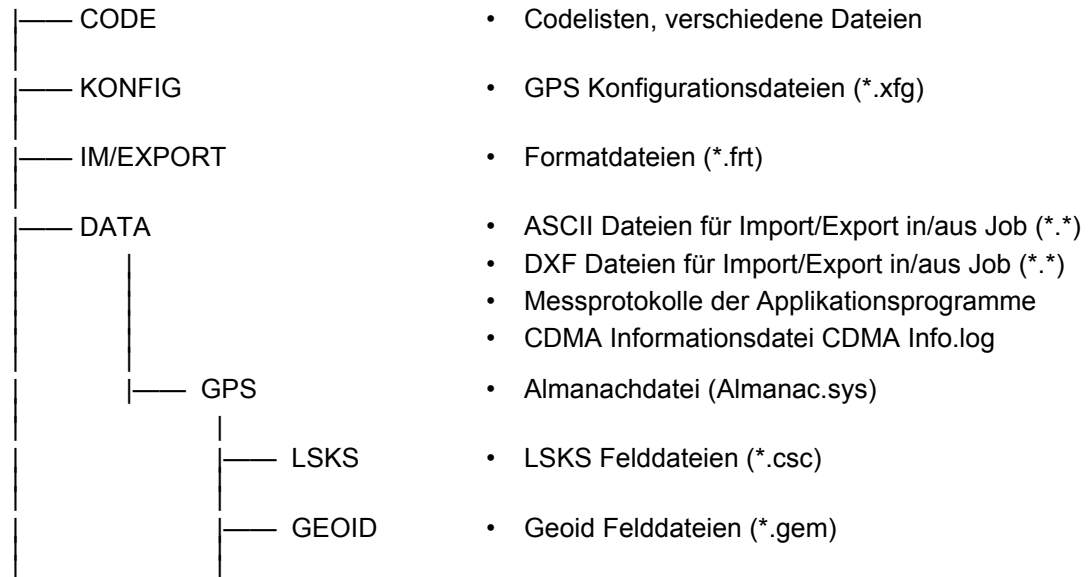 CODE • Codelisten, verschiedene Dateien
KONFIG • GPS Konfigurationsdateien (*.xfg)
IM/EXPORT • Formatdateien (*.frt)
DATA • ASCII Dateien für Import/Export in/aus Job (*.*)
• DXF Dateien für Import/Export in/aus Job (*.*)
• Messprotokolle der Applikationsprogramme
• CDMA Informationsdatei CDMA Info.log
GPS • Almanachdatei (Almanac.sys)
LSKS • LSKS Felddateien (*.csc)
GEOID • Geoid Felddateien (*.gem)